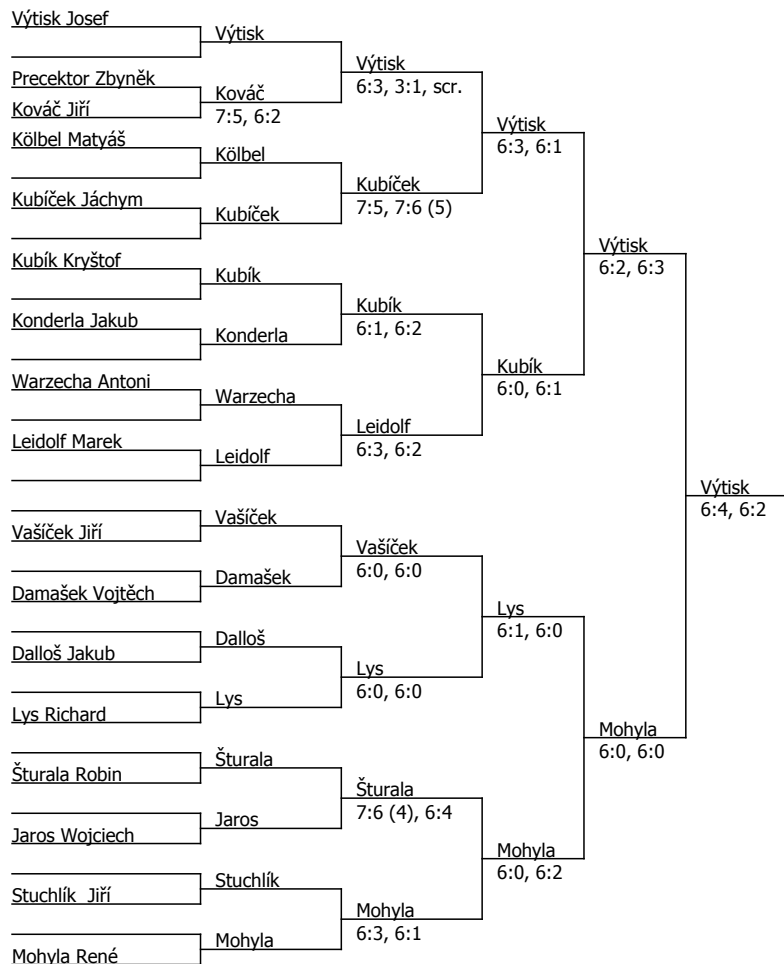 Výtisk Josef
Výtisk
Výtisk
6:3, 3:1, scr.
Precektor Zbyněk
Kováč
7:5, 6:2
Kováč Jiří
Výtisk
6:3, 6:1
Kölbel Matyáš
Kölbel
Kubíček
7:5, 7:6 (5)
Kubíček Jáchym
Kubíček
Výtisk
6:2, 6:3
Kubík Kryštof
Kubík
Kubík
6:1, 6:2
Konderla Jakub
Konderla
Kubík
6:0, 6:1
Warzecha Antoni
Warzecha
Leidolf
6:3, 6:2
Leidolf Marek
Leidolf
Výtisk
6:4, 6:2
Vašíček Jiří
Vašíček
Vašíček
6:0, 6:0
Damašek Vojtěch
Damašek
Lys
6:1, 6:0
Dalloš Jakub
Dalloš
Lys
6:0, 6:0
Lys Richard
Lys
Mohyla
6:0, 6:0
Šturala Robin
Šturala
Šturala
7:6 (4), 6:4
Jaros Wojciech
Jaros
Mohyla
6:0, 6:2
Stuchlík  Jiří
Stuchlík
Mohyla
6:3, 6:1
Mohyla René
Mohyla